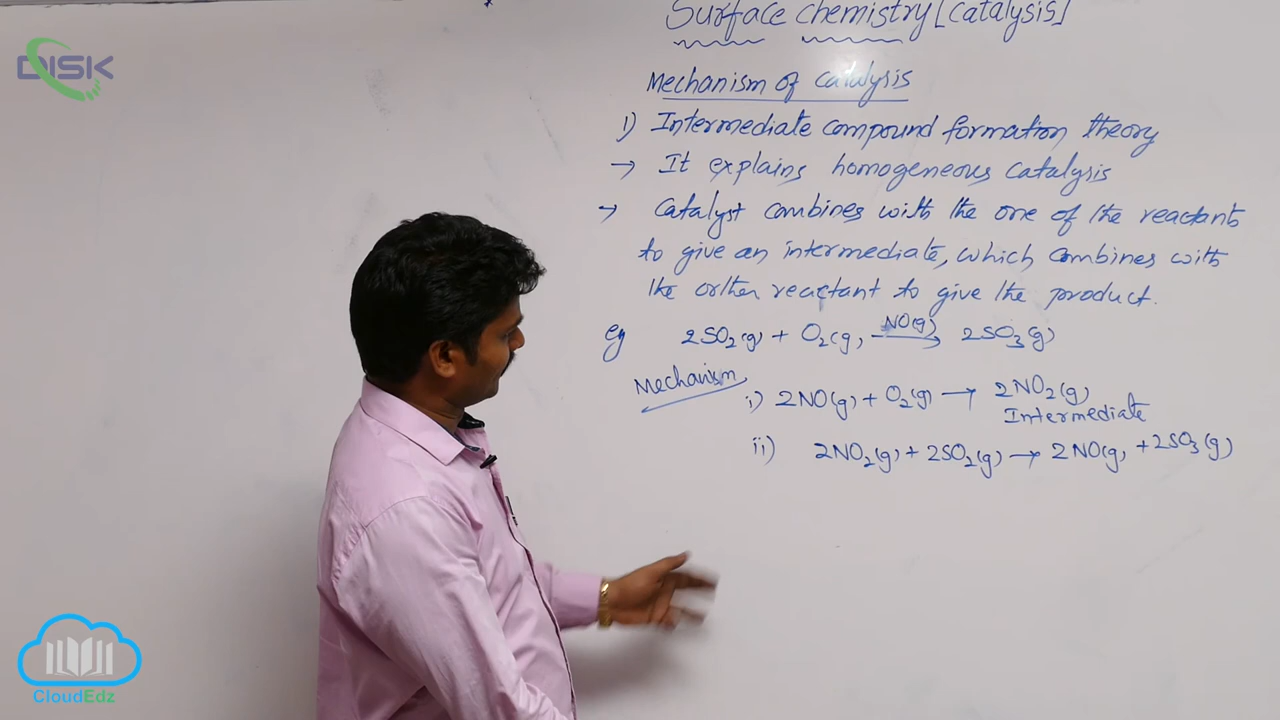 DISK
Surface chemistry [catalysis]
Mechanism of catalysis
1) Intermediate compound formation theory
→ It explains homogeneous catalysis
→ Catalyst combines with the one of the reactants
to give an intermediate, which combines with
the orther reactant to give the product.
eg 2SO₂(g) + O₂(g) NO(g)→ 2SO₃(g)
Mechanism
i) 2NO(g) + O₂(g) → 2NO₂(g)
Intermediate
ii) 2NO₂(g) + 2SO₂(g) → 2NO(g) + 2SO₃(g)
CloudEdz